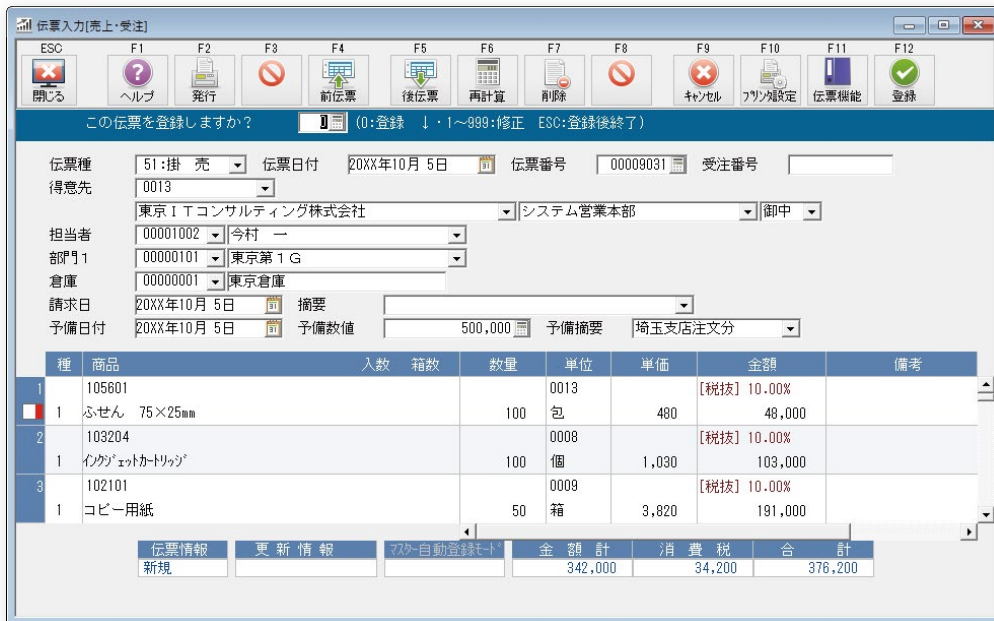 伝票入力[売上･受注]
ESC F1 F2 F3 F4 F5 F6 F7 F8 F9 F10 F11 F12
閉じる ヘルプ 発行 前伝票 後伝票 再計算 削除 ｷｬﾝｾﾙ ﾌﾟﾘﾝﾀ設定 伝票機能 登録
この伝票を登録しますか? 0 (0:登録 ↓・1～999:修正 ESC:登録後終了)
伝票種 51:掛 売 伝票日付 20XX年10月 5日 伝票番号 00009031 受注番号
得意先 0013
東京ＩＴコンサルティング株式会社 システム営業本部 御中
担当者 00001002 今村 一
部門1 00000101 東京第１Ｇ
倉庫 00000001 東京倉庫
請求日 20XX年10月 5日 摘要
予備日付 20XX年10月 5日 予備数値 500,000 予備摘要 埼玉支店注文分
種 商品 入数 箱数 数量 単位 単価 金額 備考
1 105601 0013 [税抜] 10.00%
1 ふせん 75×25mm 100 包 480 48,000
2 103204 0008 [税抜] 10.00%
1 ｲﾝｸｼﾞｪｯﾄｶｰﾄﾘｯｼﾞ 100 個 1,030 103,000
3 102101 0009 [税抜] 10.00%
1 コピー用紙 50 箱 3,820 191,000
伝票情報 更新情報 ﾏｽﾀｰ自動登録ﾓｰﾄﾞ 金額計 消費税 合計
新規 342,000 34,200 376,200